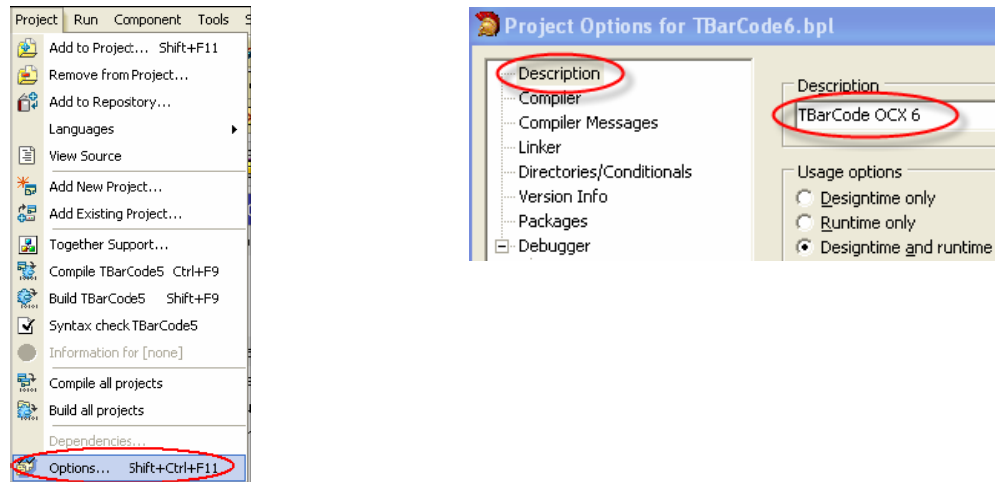 Project Run Component Tools
Add to Project... Shift+F11
Remove from Project...
Add to Repository...
Languages
View Source
Add New Project...
Add Existing Project...
Together Support...
Compile TBarCode5 Ctrl+F9
Build TBarCode5 Shift+F9
Syntax check TBarCode5
Information for [none]
Compile all projects
Build all projects
Dependencies...
Options... Shift+Ctrl+F11
Project Options for TBarCode6.bpl
Description
Compiler
Compiler Messages
Linker
Directories/Conditionals
Version Info
Packages
Debugger
Description
TBarCode OCX 6
Usage options
Designtime only
Runtime only
Designtime and runtime